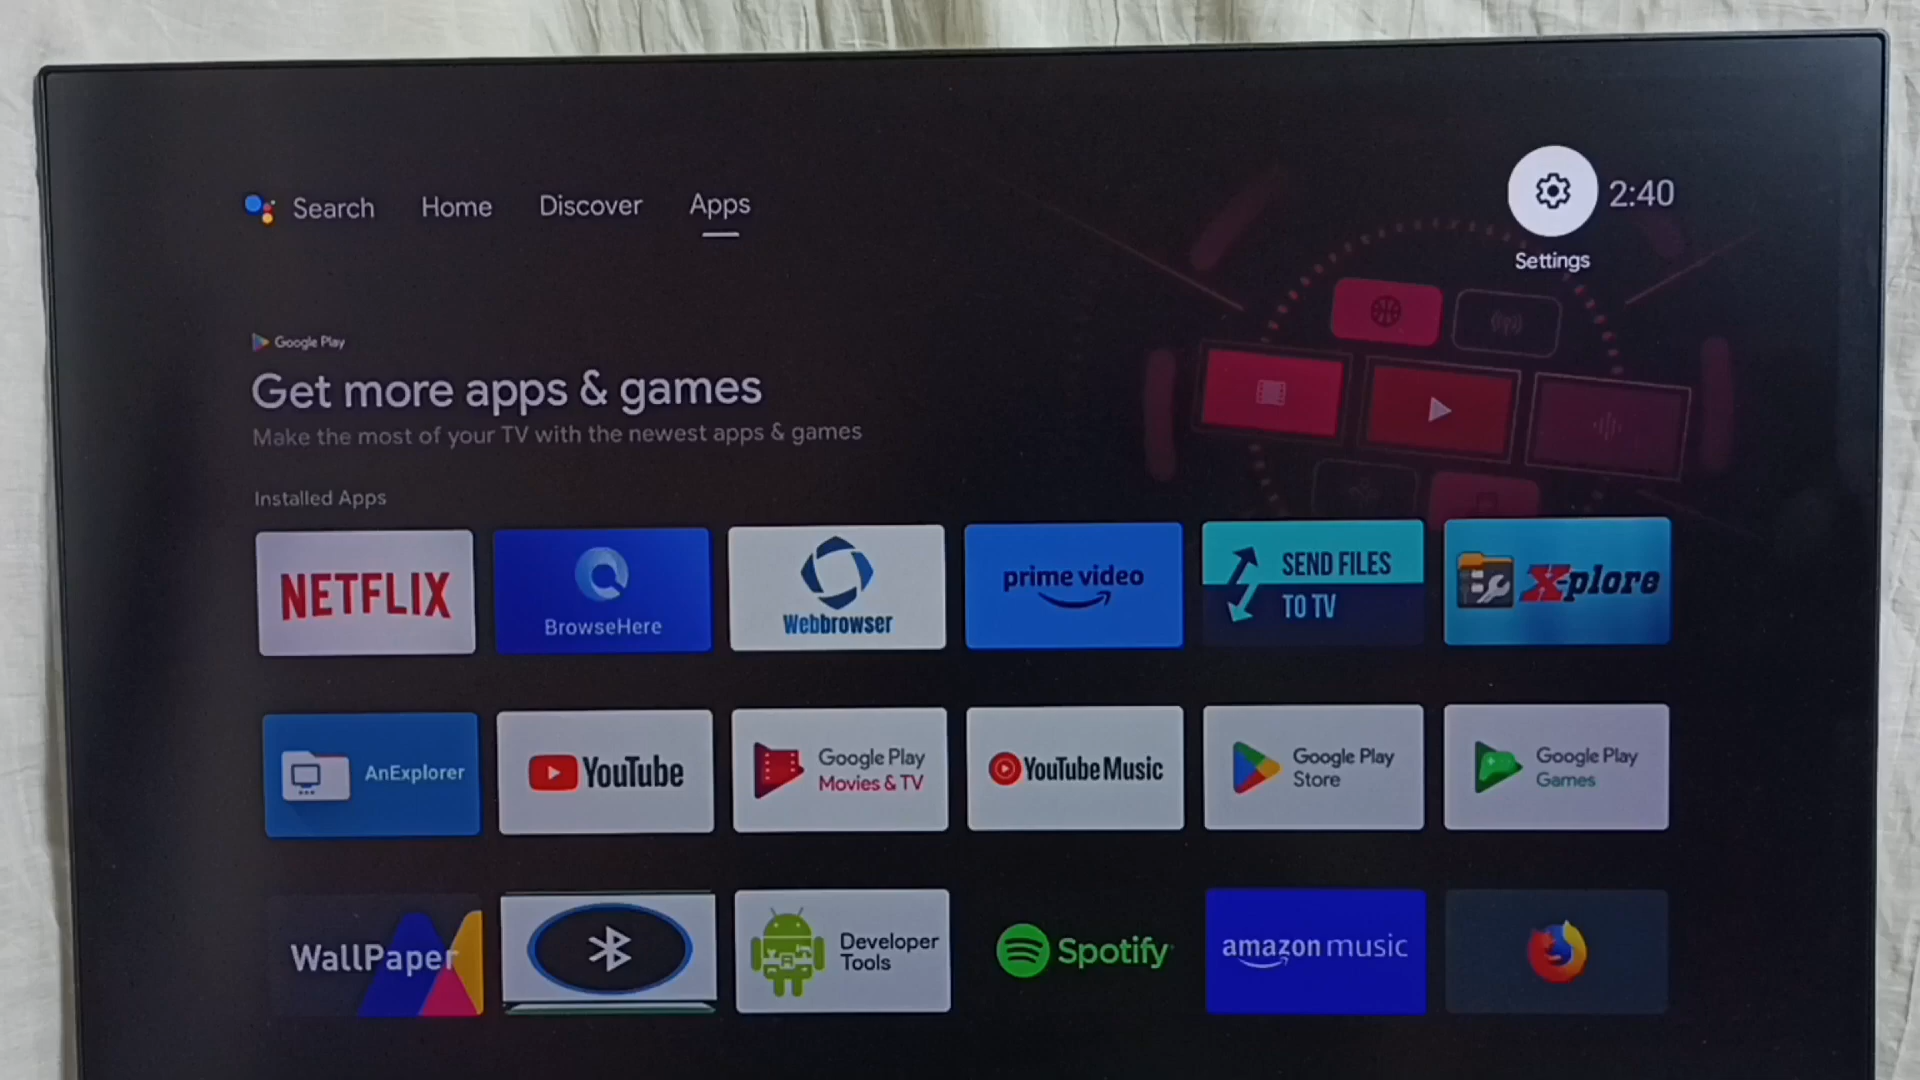 Search Home Discover Apps
2:40
Settings
Google Play
Get more apps & games
Make the most of your TV with the newest apps & games
Installed Apps
NETFLIX
BrowseHere
Webbrowser
prime video
SEND FILES
TO TV
X-plore
AnExplorer
YouTube
Google Play
Movies & TV
YouTube Music
Google Play
Store
Google Play
Games
WallPaper
Developer
Tools
Spotify
amazon music